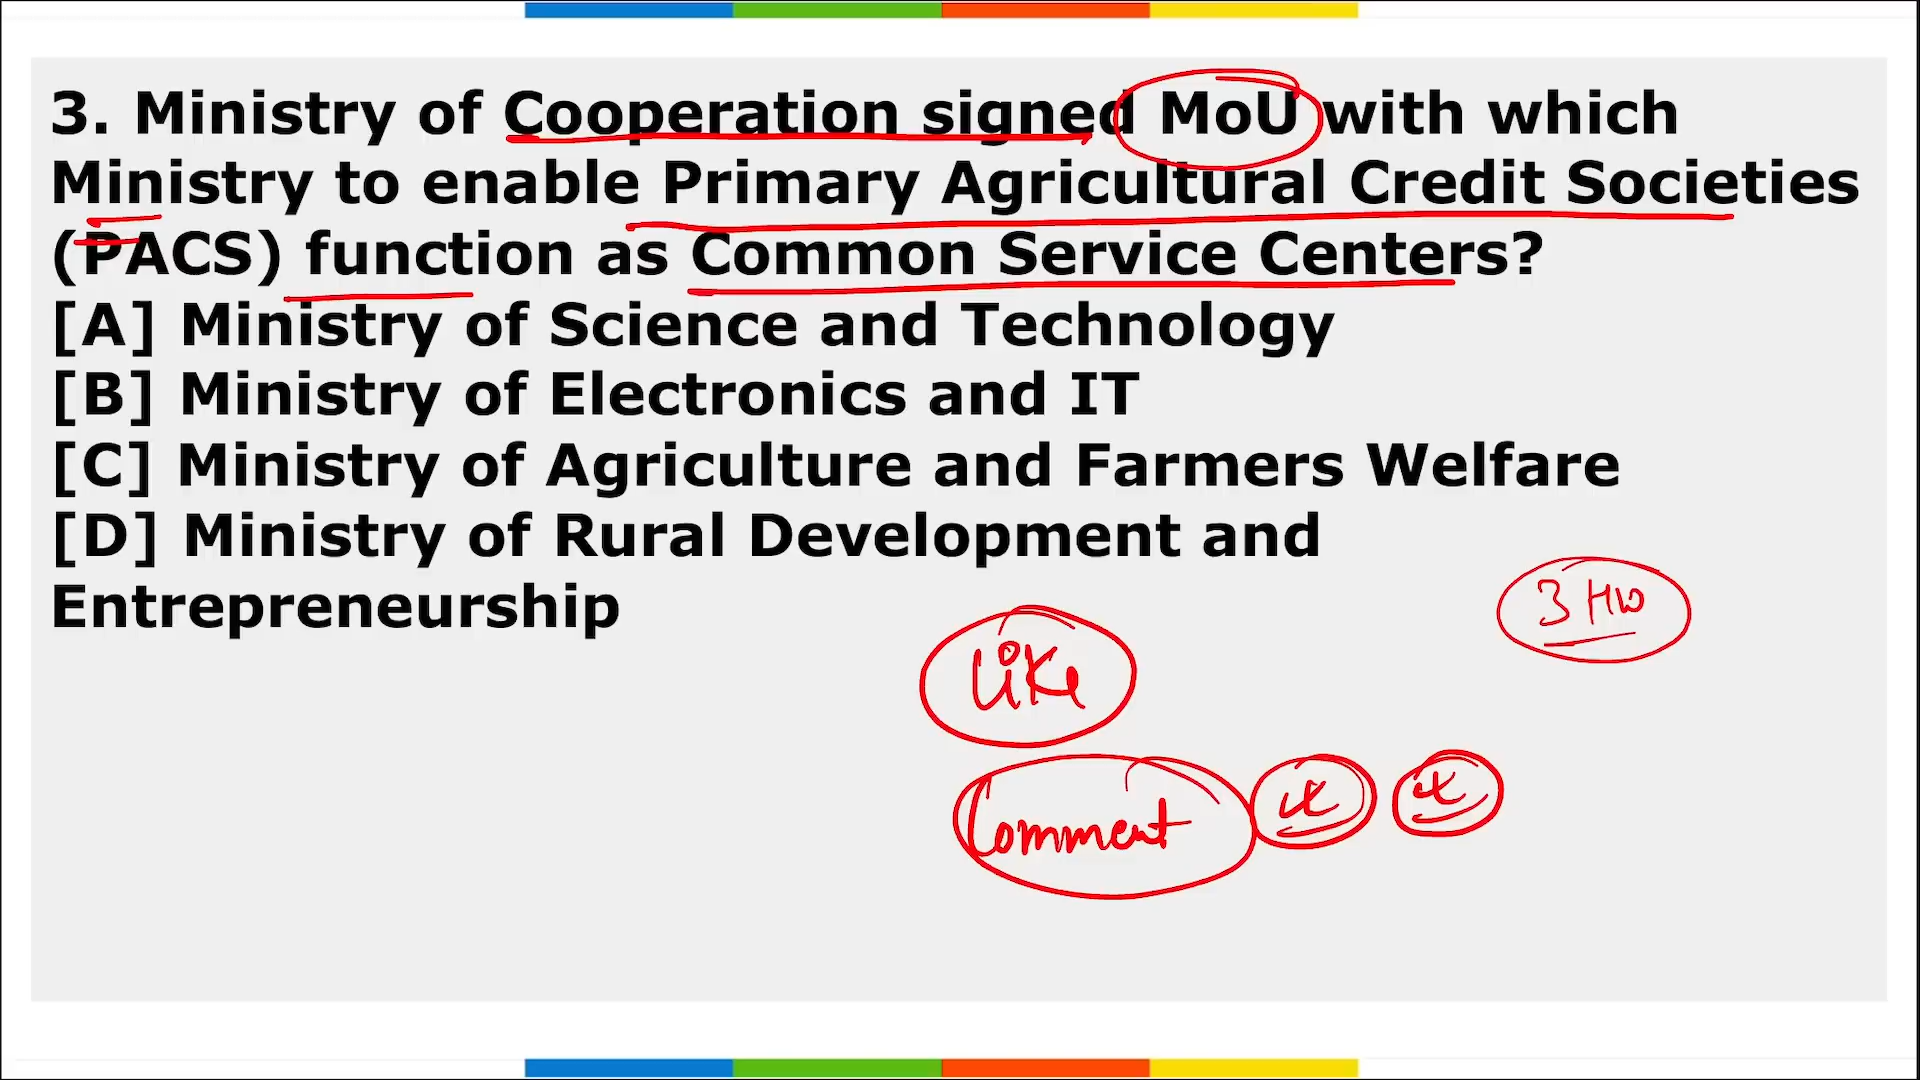 3. Ministry of Cooperation signed MoU with which
Ministry to enable Primary Agricultural Credit Societies
(PACS) function as Common Service Centers?
[A] Ministry of Science and Technology
[B] Ministry of Electronics and IT
[C] Ministry of Agriculture and Farmers Welfare
[D] Ministry of Rural Development and
Entrepreneurship
3 HW
Like
Comment